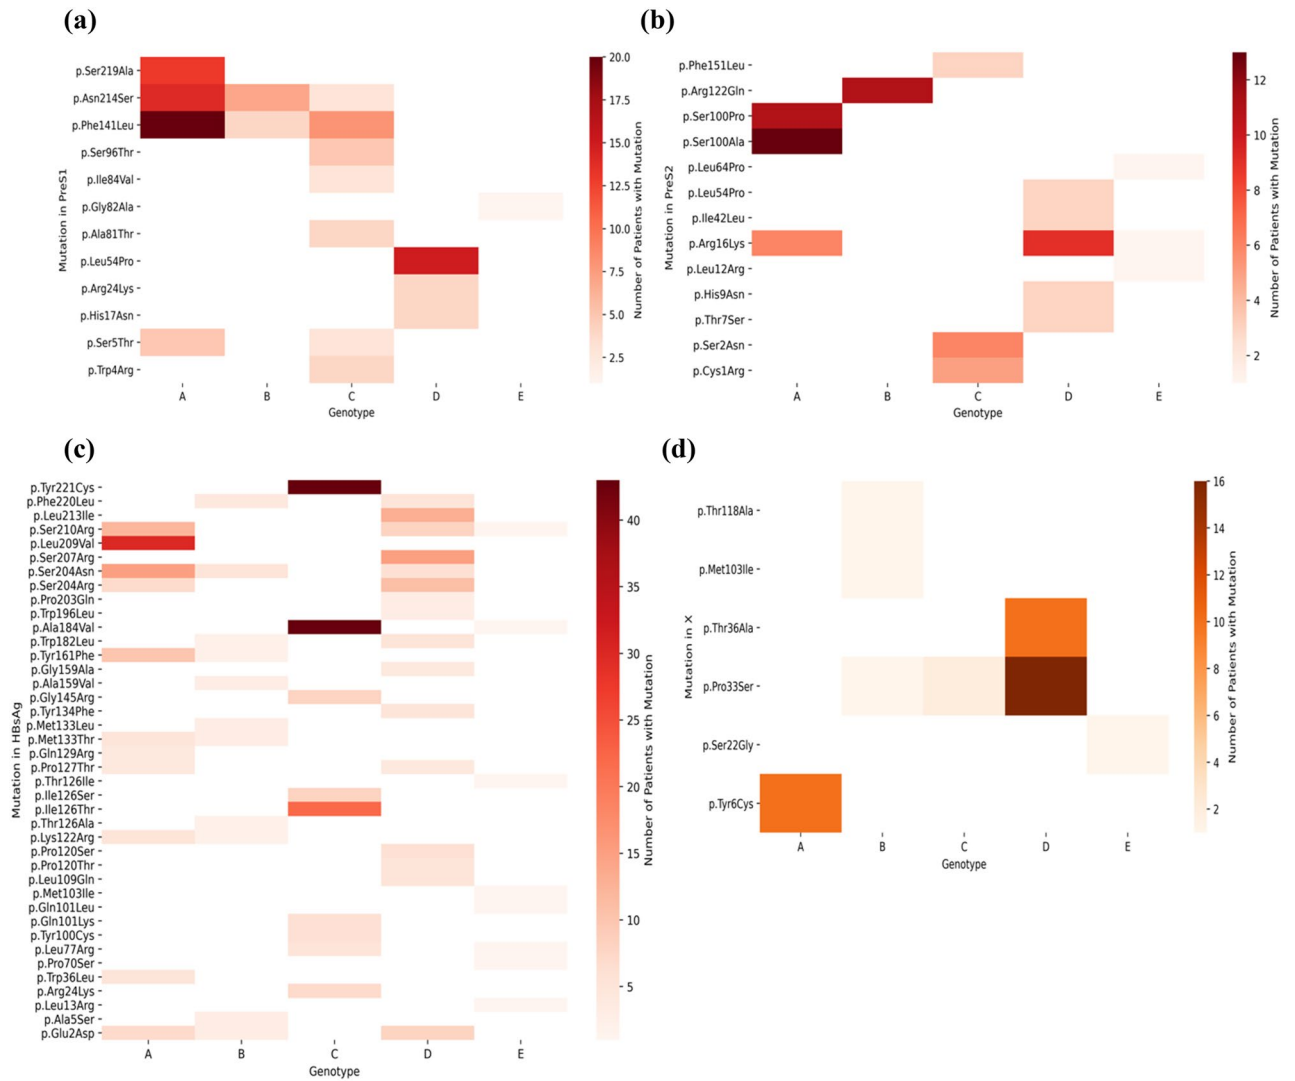 (a)
Mutation in PreS1
p.Ser219Ala
p.Asn214Ser
p.Phe141Leu
p.Ser96Thr
p.Ile84Val
p.Gly82Ala
p.Ala81Thr
p.Leu54Pro
p.Arg24Lys
p.His17Asn
p.Ser5Thr
p.Trp4Arg
A B C D E
Genotype
20.0
17.5
15.0
12.5
10.0
7.5
5.0
2.5
Number of Patients with Mutation
(b)
Mutation in PreS2
p.Phe151Leu
p.Arg122Gln
p.Ser100Pro
p.Ser100Ala
p.Leu64Pro
p.Leu54Pro
p.Ile42Leu
p.Arg16Lys
p.Leu12Arg
p.His9Asn
p.Thr7Ser
p.Ser2Asn
p.Cys1Arg
A B C D E
Genotype
12
10
8
6
4
2
Number of Patients with Mutation
(c)
Mutation in HBsAg
p.Tyr221Cys
p.Phe220Leu
p.Leu213Ile
p.Ser210Arg
p.Leu209Val
p.Ser207Arg
p.Ser204Asn
p.Ser204Arg
p.Pro203Gln
p.Trp196Leu
p.Ala184Val
p.Trp182Leu
p.Tyr161Phe
p.Gly159Ala
p.Ala159Val
p.Gly145Arg
p.Tyr134Phe
p.Met133Leu
p.Met133Thr
p.Gln129Arg
p.Pro127Thr
p.Thr126Ile
p.Ile126Ser
p.Ile126Thr
p.Thr126Ala
p.Lys122Arg
p.Pro120Ser
p.Pro120Thr
p.Leu109Gln
p.Met103Ile
p.Gln101Leu
p.Gln101Lys
p.Tyr100Cys
p.Leu77Arg
p.Pro70Ser
p.Trp36Leu
p.Arg24Lys
p.Leu13Arg
p.Ala5Ser
p.Glu2Asp
A B C D E
Genotype
40
35
30
25
20
15
10
5
Number of Patients with Mutation
(d)
Mutation in X
p.Thr118Ala
p.Met103Ile
p.Thr36Ala
p.Pro33Ser
p.Ser22Gly
p.Tyr6Cys
A B C D E
Genotype
16
14
12
10
8
6
4
2
Number of Patients with Mutation